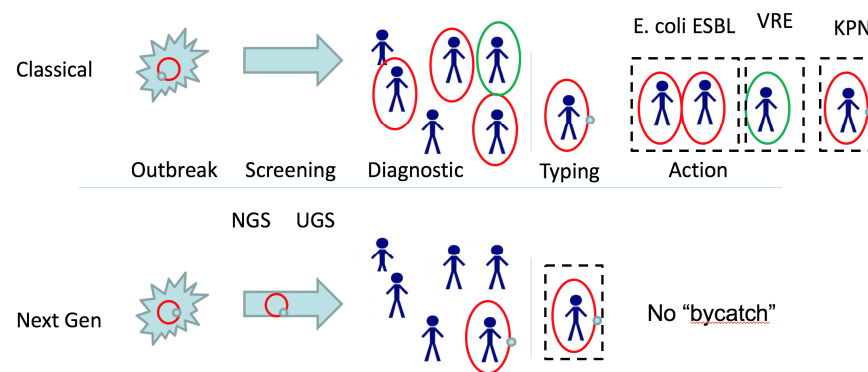 E. coli ESBL VRE KPN
Classical
Outbreak Screening Diagnostic Typing Action
NGS UGS
Next Gen
No “bycatch”